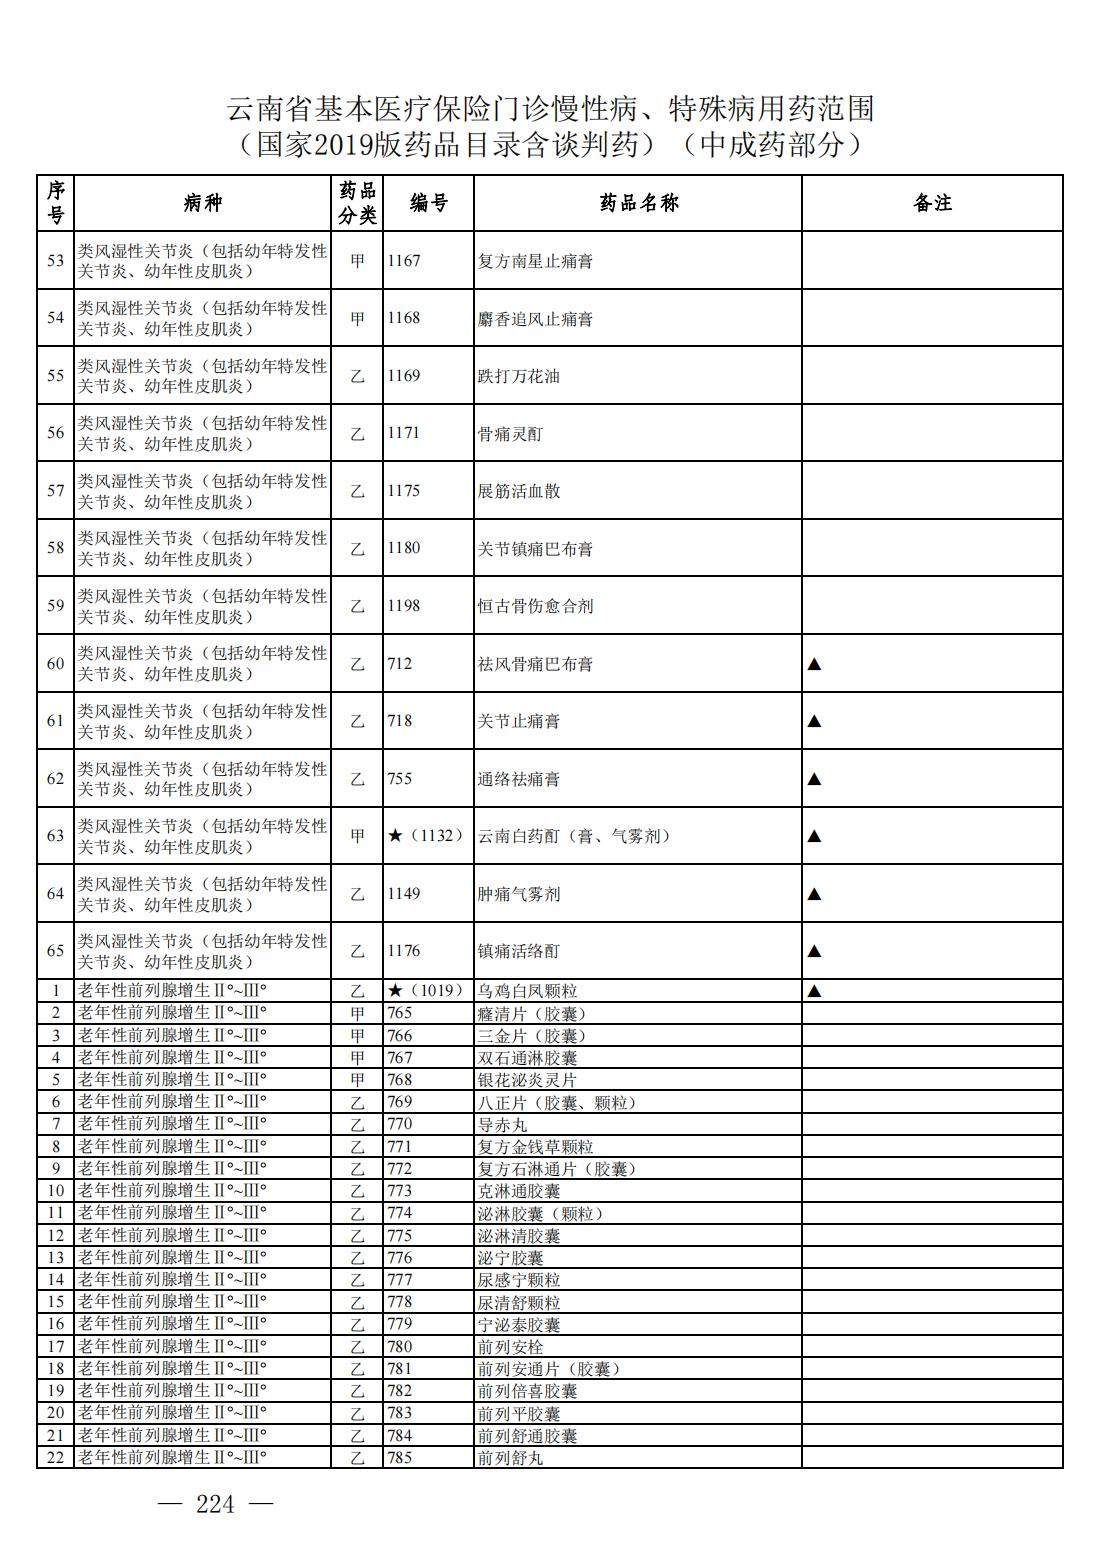 云南省基本医疗保险门诊慢性病、特殊病用药范围
（国家2019版药品目录含谈判药）（中成药部分）
序号 病种 药品分类 编号 药品名称 备注
53 类风湿性关节炎（包括幼年特发性关节炎、幼年性皮肌炎） 甲 1167 复方南星止痛膏
54 类风湿性关节炎（包括幼年特发性关节炎、幼年性皮肌炎） 甲 1168 麝香追风止痛膏
55 类风湿性关节炎（包括幼年特发性关节炎、幼年性皮肌炎） 乙 1169 跌打万花油
56 类风湿性关节炎（包括幼年特发性关节炎、幼年性皮肌炎） 乙 1171 骨痛灵酊
57 类风湿性关节炎（包括幼年特发性关节炎、幼年性皮肌炎） 乙 1175 展筋活血散
58 类风湿性关节炎（包括幼年特发性关节炎、幼年性皮肌炎） 乙 1180 关节镇痛巴布膏
59 类风湿性关节炎（包括幼年特发性关节炎、幼年性皮肌炎） 乙 1198 恒古骨伤愈合剂
60 类风湿性关节炎（包括幼年特发性关节炎、幼年性皮肌炎） 乙 712 祛风骨痛巴布膏 ▲
61 类风湿性关节炎（包括幼年特发性关节炎、幼年性皮肌炎） 乙 718 关节止痛膏 ▲
62 类风湿性关节炎（包括幼年特发性关节炎、幼年性皮肌炎） 乙 755 通络祛痛膏 ▲
63 类风湿性关节炎（包括幼年特发性关节炎、幼年性皮肌炎） 甲 ★（1132） 云南白药酊（膏、气雾剂） ▲
64 类风湿性关节炎（包括幼年特发性关节炎、幼年性皮肌炎） 乙 1149 肿痛气雾剂 ▲
65 类风湿性关节炎（包括幼年特发性关节炎、幼年性皮肌炎） 乙 1176 镇痛活络酊 ▲
1 老年性前列腺增生Ⅱ°~Ⅲ° 乙 ★（1019） 乌鸡白凤颗粒 ▲
2 老年性前列腺增生Ⅱ°~Ⅲ° 甲 765 癃清片（胶囊）
3 老年性前列腺增生Ⅱ°~Ⅲ° 甲 766 三金片（胶囊）
4 老年性前列腺增生Ⅱ°~Ⅲ° 甲 767 双石通淋胶囊
5 老年性前列腺增生Ⅱ°~Ⅲ° 甲 768 银花泌炎灵片
6 老年性前列腺增生Ⅱ°~Ⅲ° 乙 769 八正片（胶囊、颗粒）
7 老年性前列腺增生Ⅱ°~Ⅲ° 乙 770 导赤丸
8 老年性前列腺增生Ⅱ°~Ⅲ° 乙 771 复方金钱草颗粒
9 老年性前列腺增生Ⅱ°~Ⅲ° 乙 772 复方石淋通片（胶囊）
10 老年性前列腺增生Ⅱ°~Ⅲ° 乙 773 克淋通胶囊
11 老年性前列腺增生Ⅱ°~Ⅲ° 乙 774 泌淋胶囊（颗粒）
12 老年性前列腺增生Ⅱ°~Ⅲ° 乙 775 泌淋清胶囊
13 老年性前列腺增生Ⅱ°~Ⅲ° 乙 776 泌宁胶囊
14 老年性前列腺增生Ⅱ°~Ⅲ° 乙 777 尿感宁颗粒
15 老年性前列腺增生Ⅱ°~Ⅲ° 乙 778 尿清舒颗粒
16 老年性前列腺增生Ⅱ°~Ⅲ° 乙 779 宁泌泰胶囊
17 老年性前列腺增生Ⅱ°~Ⅲ° 乙 780 前列安栓
18 老年性前列腺增生Ⅱ°~Ⅲ° 乙 781 前列安通片（胶囊）
19 老年性前列腺增生Ⅱ°~Ⅲ° 乙 782 前列倍喜胶囊
20 老年性前列腺增生Ⅱ°~Ⅲ° 乙 783 前列平胶囊
21 老年性前列腺增生Ⅱ°~Ⅲ° 乙 784 前列舒通胶囊
22 老年性前列腺增生Ⅱ°~Ⅲ° 乙 785 前列舒丸
— 224 —